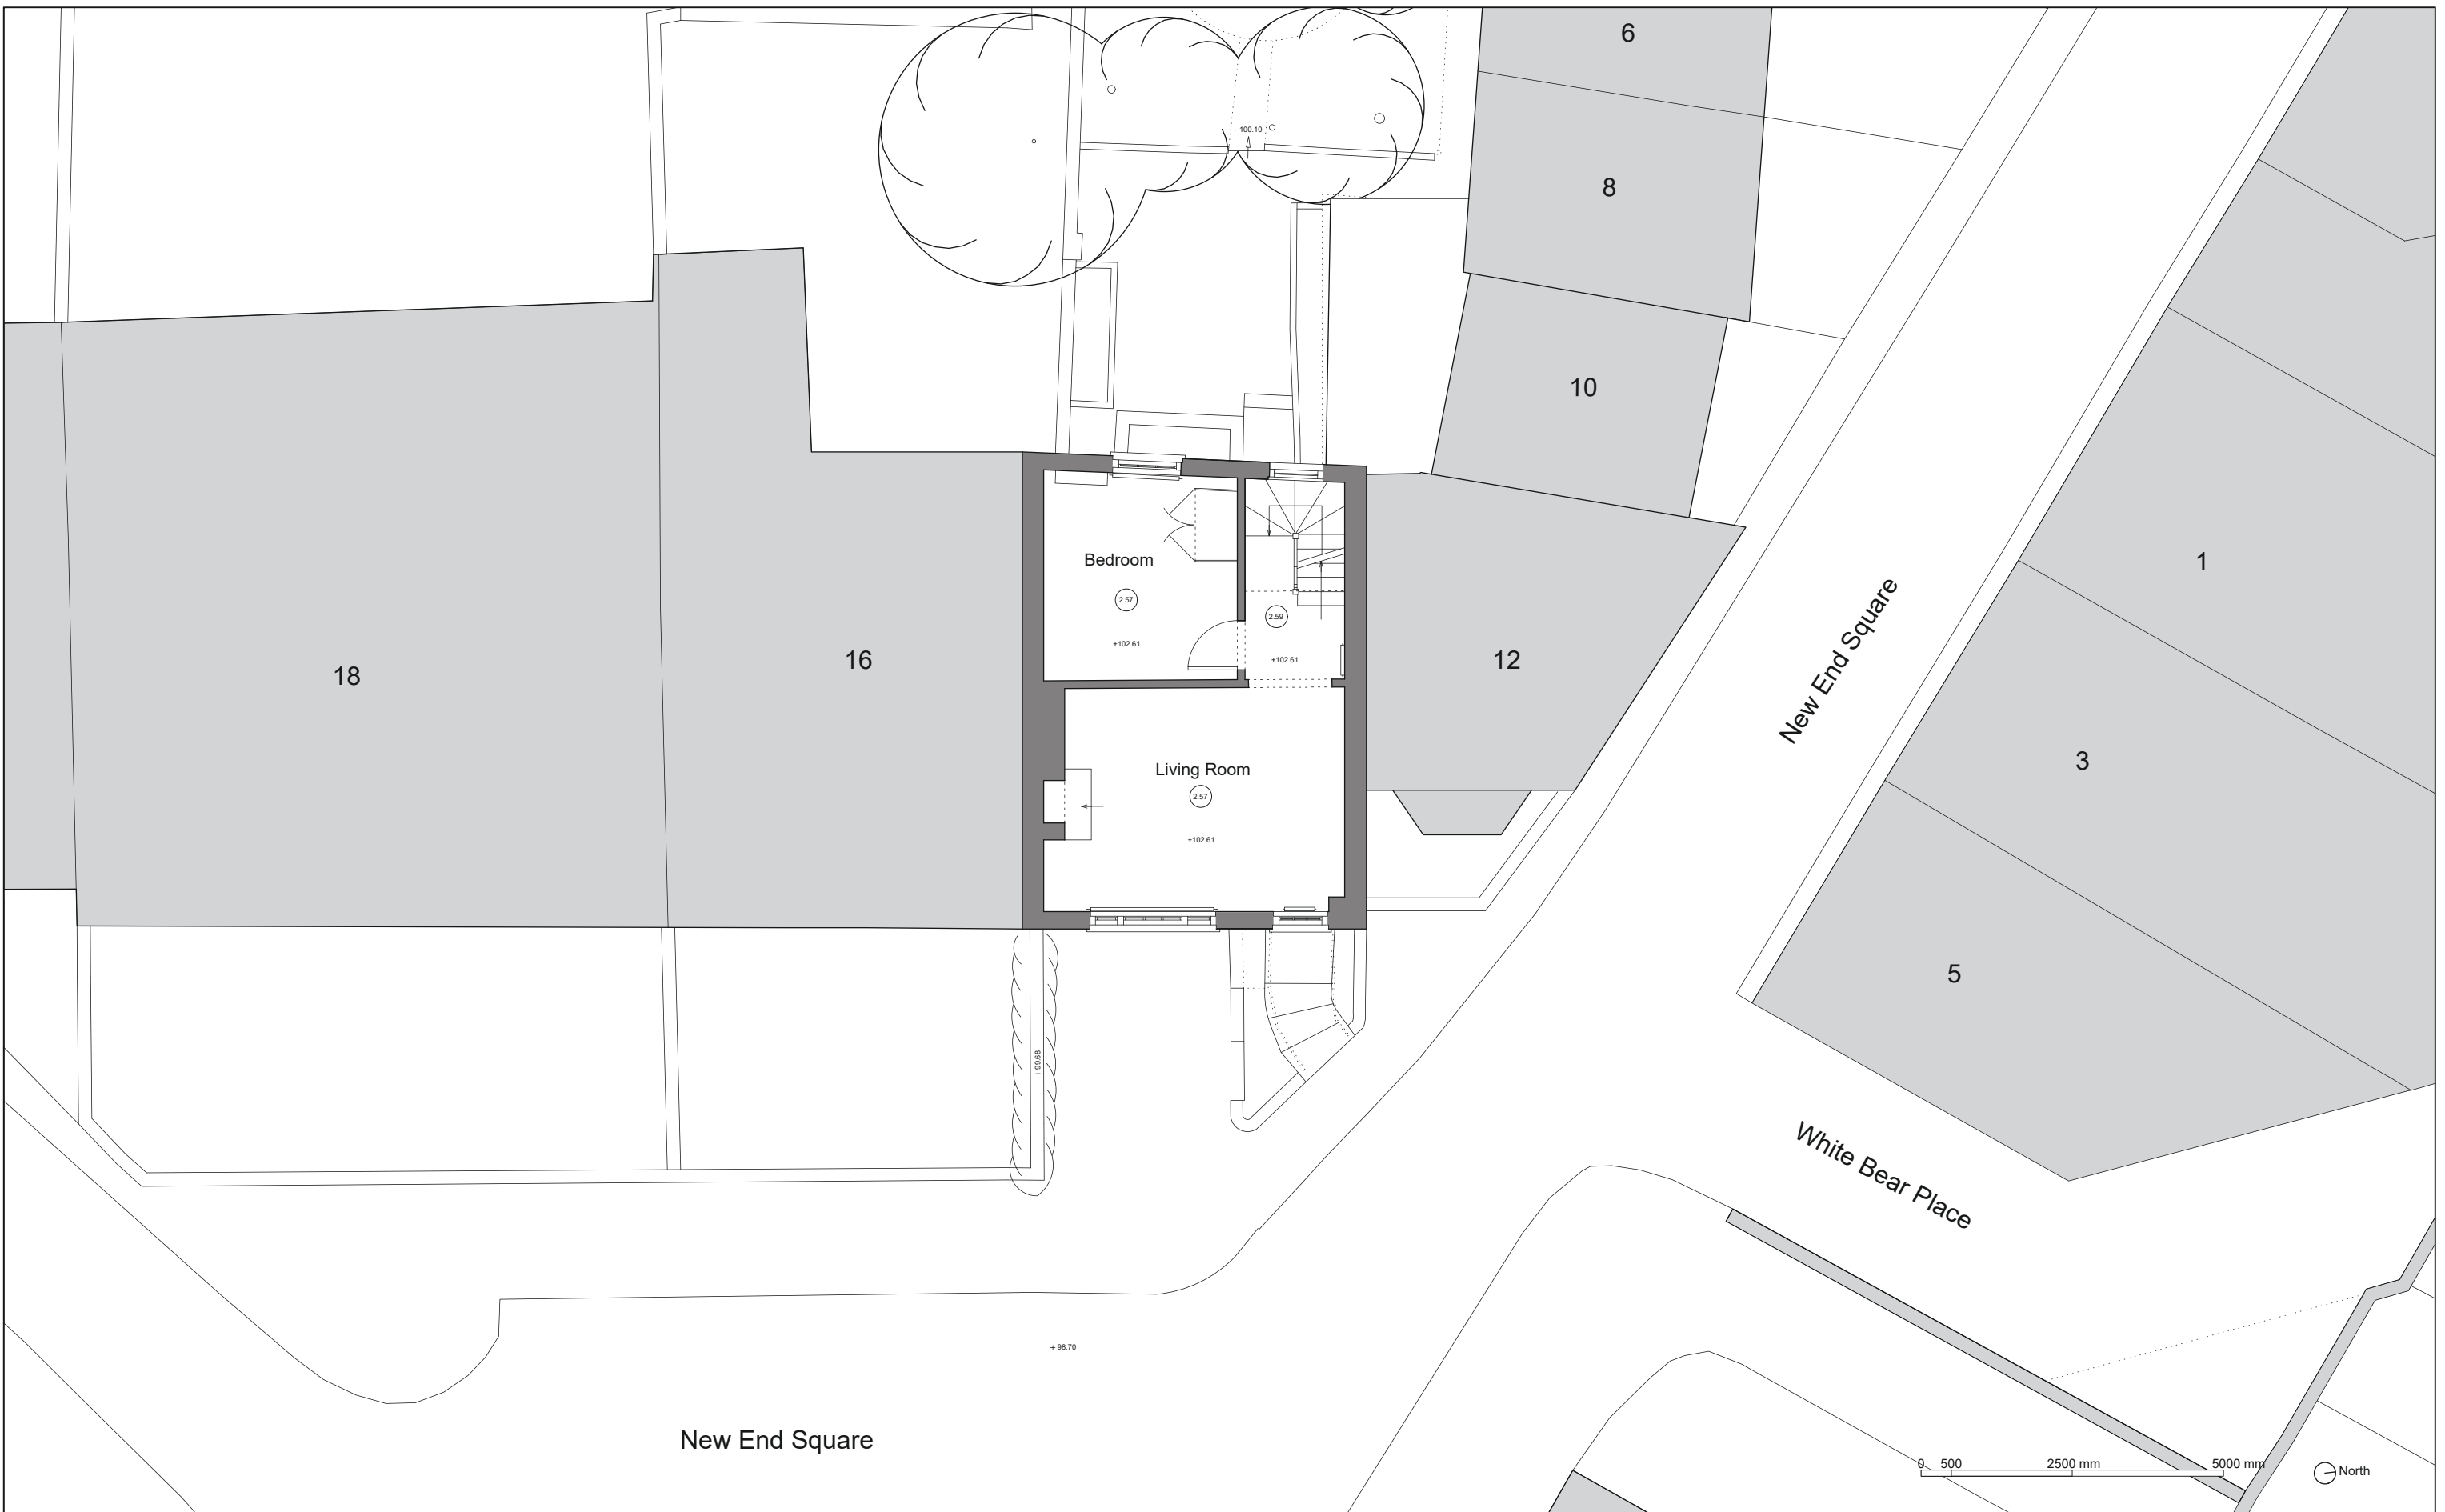 6
+ 100.10
8
10
Bedroom
2.57
+102.61
2.59
+102.61
18
16
12
New End Square
1
3
Living Room
2.57
+102.61
5
+ 99.68
White Bear Place
+ 98.70
New End Square
0 500 2500 mm 5000 mm
North